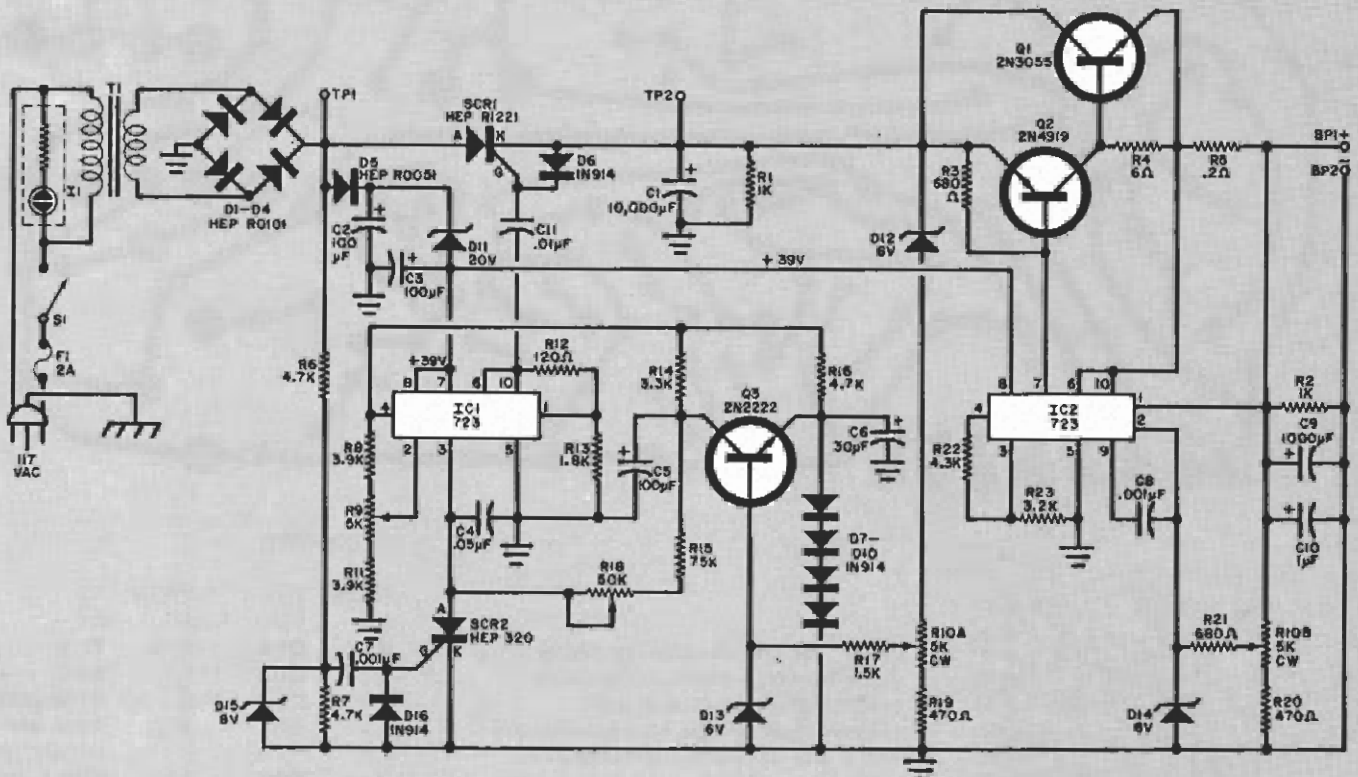 T1
I1
D1-D4
HEP R0101
S1
F1
2A
117
VAC
TP1
D5
HEP R0051
SCR1
HEP R1221
A
K
G
D6
1N914
C2
100
µF
C3
100µF
D11
20V
C11
.01µF
TP2
C1
10,000µF
+
R1
1K
+39V
D12
6V
Q1
2N3055
Q2
2N4919
R3
680
Ω
R4
6Ω
R5
.2Ω
BP1+
BP2-
R6
4.7K
+39V
R12
120Ω
8
7
6
10
4
IC1
723
1
2
3
5
R8
3.9K
R9
5K
R11
3.9K
C4
.05µF
R13
1.8K
C5
100µF
R14
3.3K
Q3
2N2222
R16
4.7K
C6
30µF
R15
75K
R18
50K
D7-
D10
1N914
A
SCR2
HEP 320
G
K
C7
.001µF
D15
8V
R7
4.7K
D16
1N914
D13
6V
R17
1.5K
R10A
5K
CW
R19
470Ω
8
7
6
10
4
IC2
723
1
2
3
5
9
R22
4.3K
R23
3.2K
C8
.001µF
R2
1K
C9
1000µF
C10
1µF
R21
680Ω
R10B
5K
CW
D14
6V
R20
470Ω